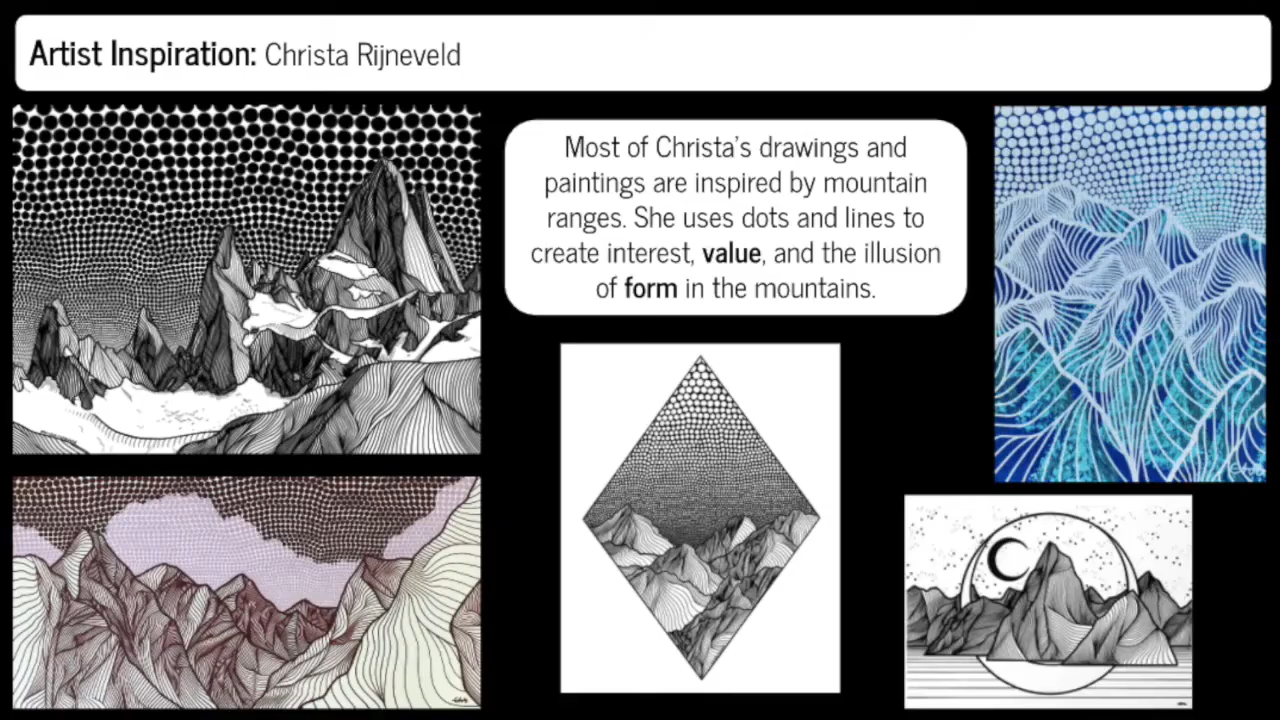 Artist Inspiration: Christa Rijneveld
Most of Christa's drawings and
paintings are inspired by mountain
ranges. She uses dots and lines to
create interest, value, and the illusion
of form in the mountains.